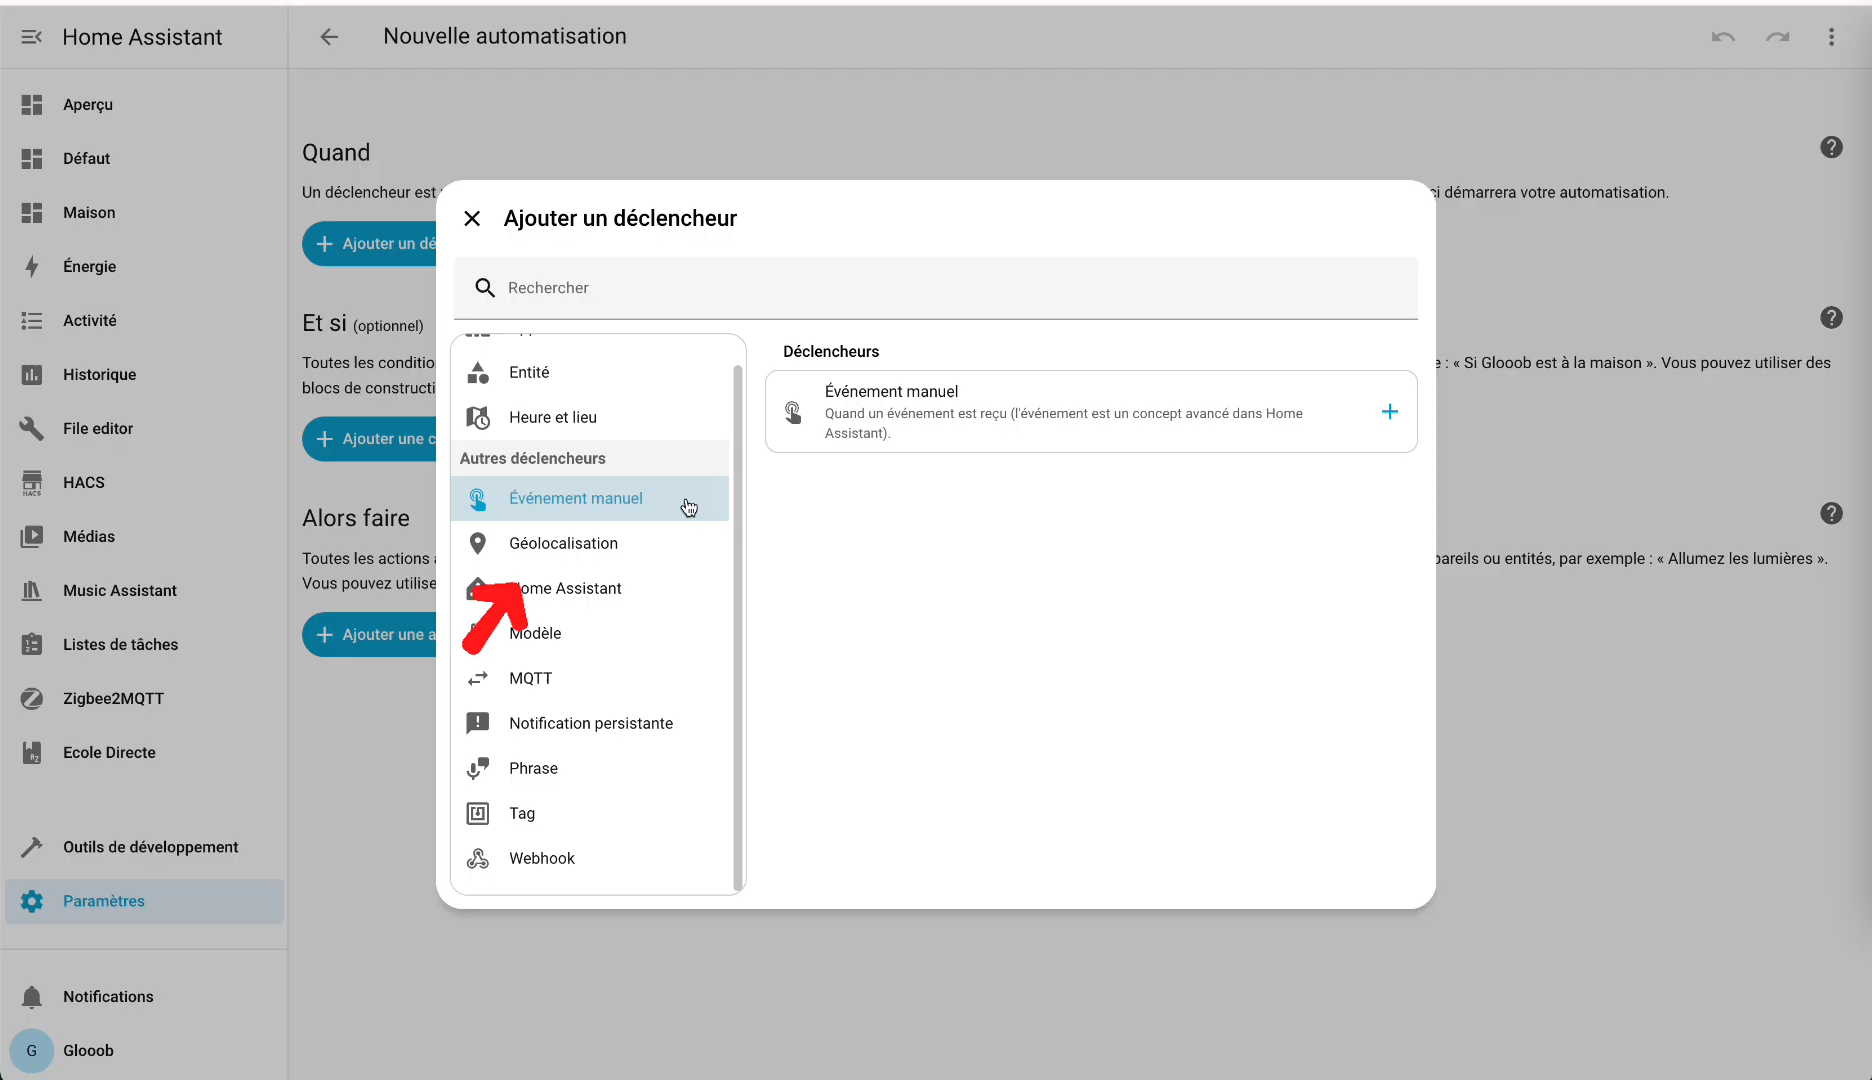 Home Assistant
Nouvelle automatisation
Aperçu
Défaut
Maison
Énergie
Activité
Historique
File editor
HACS
HACS
Médias
Music Assistant
Listes de tâches
Zigbee2MQTT
Ecole Directe
Outils de développement
Paramètres
Notifications
G
Glooob
Quand
Un déclencheur est
ci démarrera votre automatisation.
Ajouter un dé
Et si (optionnel)
Toutes les conditio
e : « Si Glooob est à la maison ». Vous pouvez utiliser des
blocs de constructi
Ajouter une c
Alors faire
Toutes les actions
pareils ou entités, par exemple : « Allumez les lumières ».
Vous pouvez utilise
Ajouter une a
Ajouter un déclencheur
Rechercher
Entité
Heure et lieu
Autres déclencheurs
Événement manuel
Géolocalisation
ome Assistant
Modèle
MQTT
Notification persistante
Phrase
Tag
Webhook
Déclencheurs
Événement manuel
Quand un événement est reçu (l'événement est un concept avancé dans Home
Assistant).